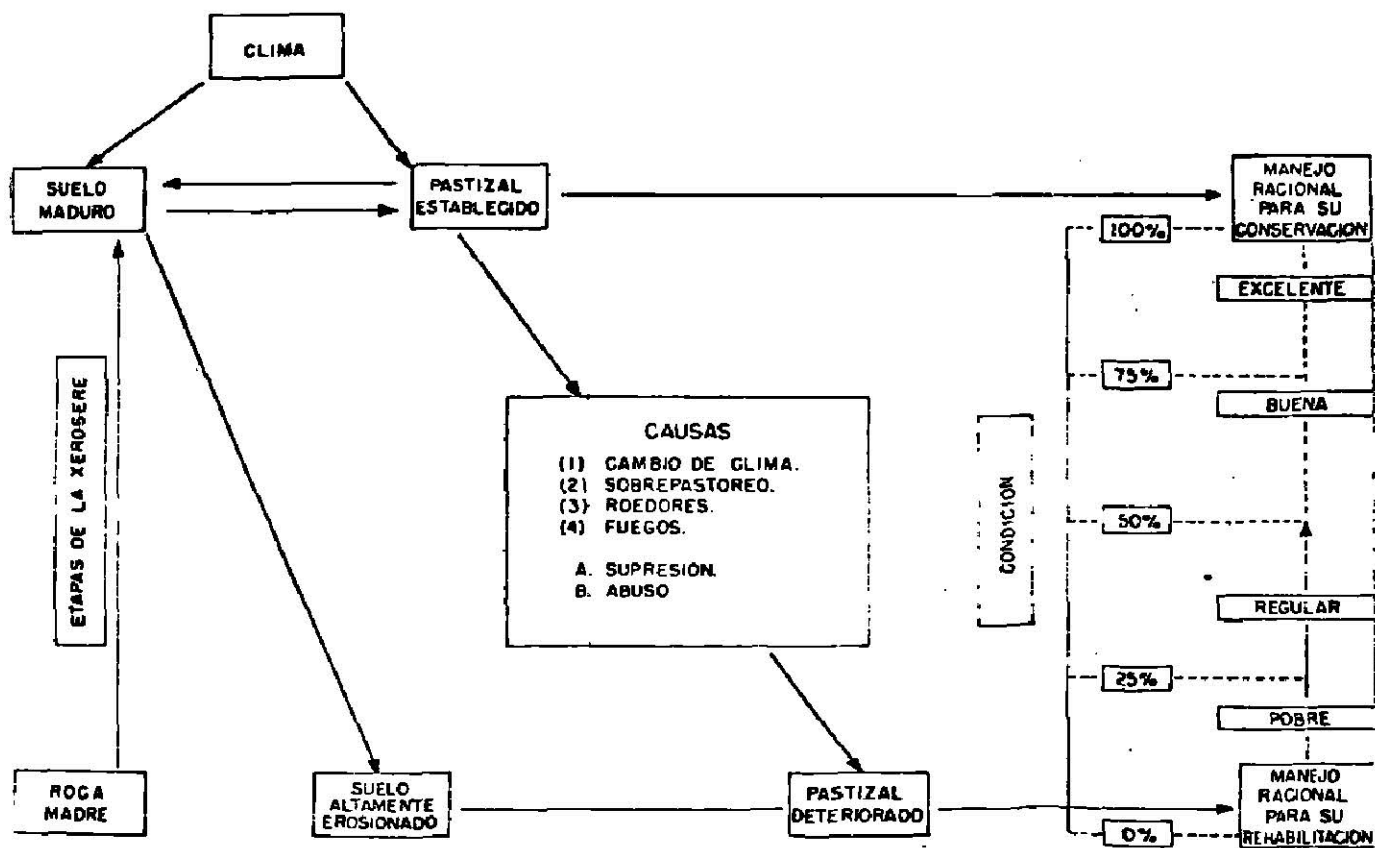 CLIMA
SUELO
MADURO
PASTIZAL
ESTABLECIDO
MANEJO
RACIONAL
PARA SU
CONSERVACION
100%
EXCELENTE
75%
BUENA
ETAPAS DE LA XEROSERE
CAUSAS
(1) CAMBIO DE CLIMA.
(2) SOBREPASTOREO.
(3) ROEDORES.
(4) FUEGOS.
A. SUPRESIÓN.
B. ABUSO
CONDICION
50%
REGULAR
25%
POBRE
ROCA
MADRE
SUELO
ALTAMENTE
EROSIONADO
PASTIZAL
DETERIORADO
MANEJO
RACIONAL
PARA SU
REHABILITACION
0%